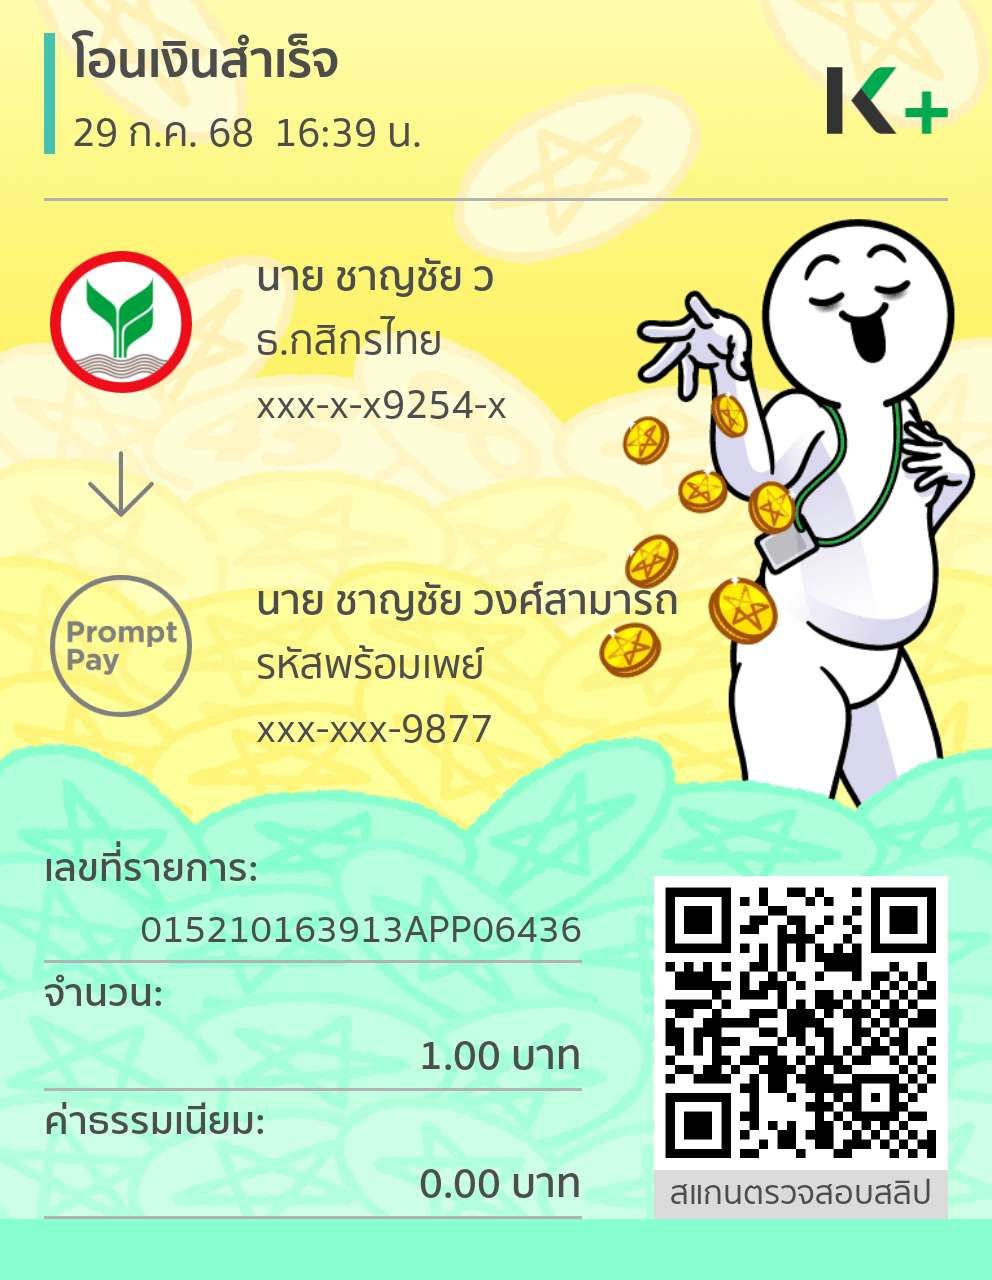 โอนเงินสำเร็จ
29 ก.ค. 68 16:39 น.
K+
นาย ชาญชัย ว
ธ.กสิกรไทย
xxx-x-x9254-x
Prompt
Pay
นาย ชาญชัย วงศ์สามารถ
รหัสพร้อมเพย์
xxx-xxx-9877
เลขที่รายการ:
015210163913APP06436
จำนวน:
1.00 บาท
ค่าธรรมเนียม:
0.00 บาท
สแกนตรวจสอบสลิป